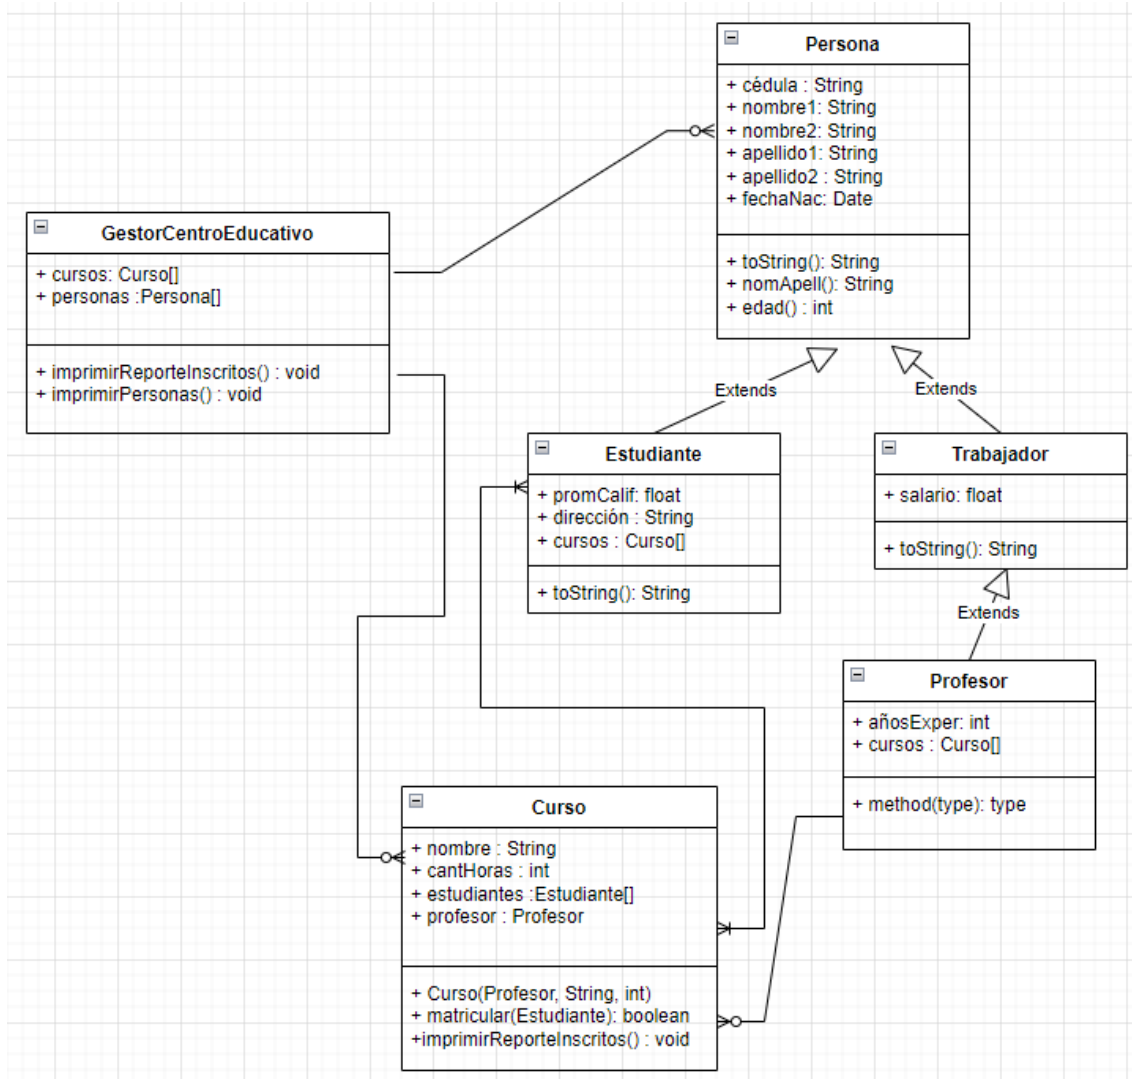 Persona
+ cédula : String
+ nombre1: String
+ nombre2: String
+ apellido1: String
+ apellido2 : String
+ fechaNac: Date
+ toString(): String
+ nomApell(): String
+ edad() : int
GestorCentroEducativo
+ cursos: Curso[]
+ personas :Persona[]
+ imprimirReporteInscritos() : void
+ imprimirPersonas() : void
Extends
Extends
Estudiante
+ promCalif: float
+ dirección : String
+ cursos : Curso[]
+ toString(): String
Trabajador
+ salario: float
+ toString(): String
Extends
Profesor
+ añosExper: int
+ cursos : Curso[]
+ method(type): type
Curso
+ nombre : String
+ cantHoras : int
+ estudiantes :Estudiante[]
+ profesor : Profesor
+ Curso(Profesor, String, int)
+ matricular(Estudiante): boolean
+imprimirReporteInscritos() : void